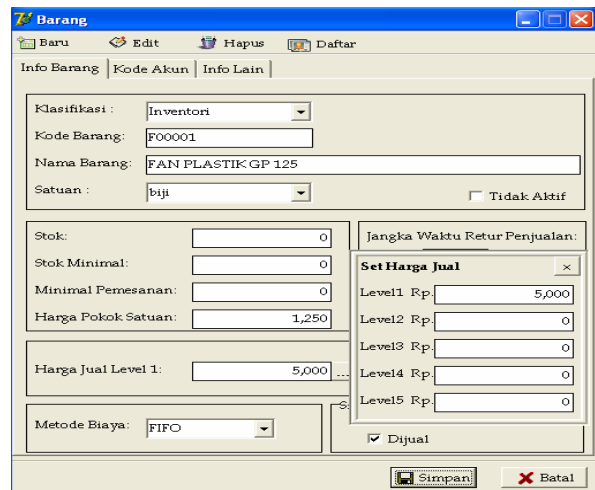 Barang
Baru Edit Hapus Daftar
Info Barang Kode Akun Info Lain
Klasifikasi : Inventori
Kode Barang: F00001
Nama Barang: FAN PLASTIK GP 125
Satuan : biji
Tidak Aktif
Stok: 0
Jangka Waktu Retur Penjualan:
Stok Minimal: 0
Minimal Pemesanan: 0
Harga Pokok Satuan: 1,250
Set Harga Jual
Level1 Rp. 5,000
Level2 Rp. 0
Level3 Rp. 0
Level4 Rp. 0
Level5 Rp. 0
Harga Jual Level 1: 5,000 ...
Metode Biaya: FIFO
Dijual
Simpan Batal